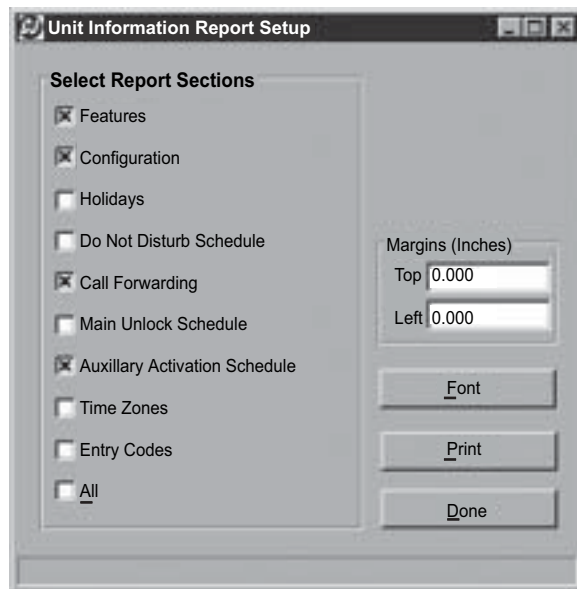 Unit Information Report Setup
Select Report Sections
Features
Configuration
Holidays
Do Not Disturb Schedule
Call Forwarding
Main Unlock Schedule
Auxillary Activation Schedule
Time Zones
Entry Codes
All
Margins (Inches)
Top 0.000
Left 0.000
Font
Print
Done